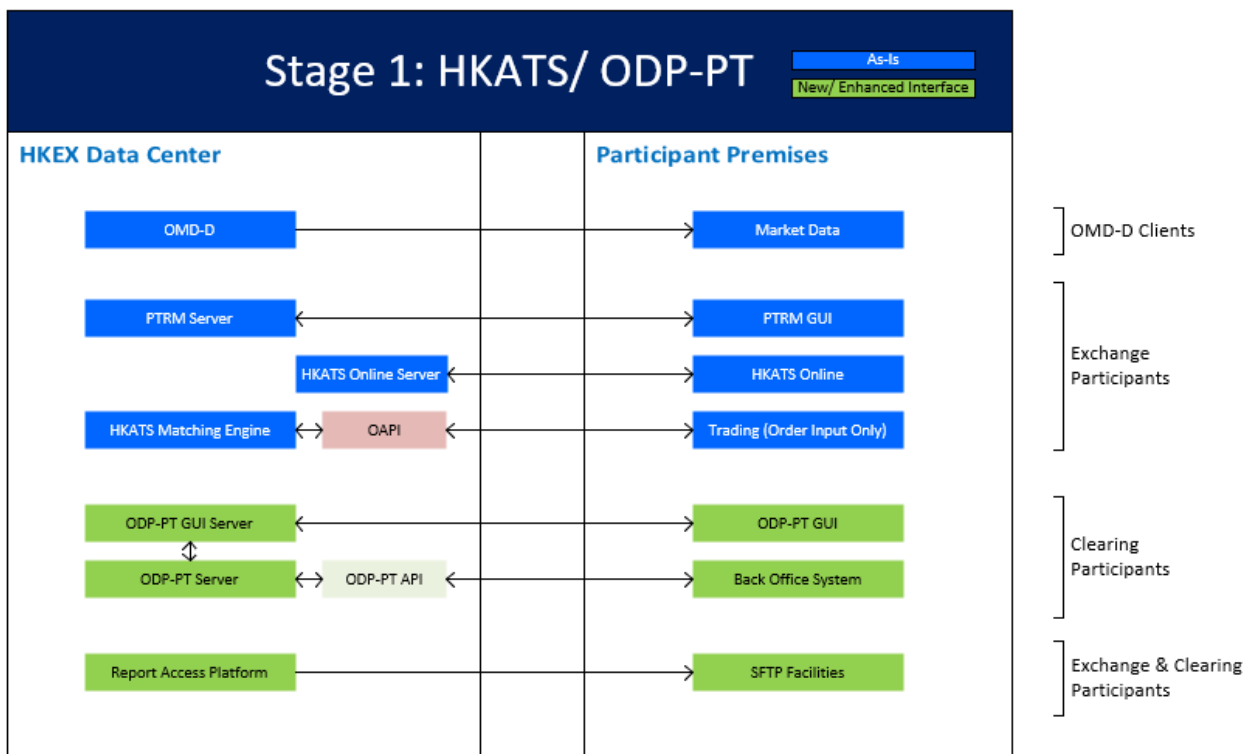 Stage 1: HKATS/ ODP-PT
As-Is
New/ Enhanced Interface
HKEX Data Center
Participant Premises
OMD-D
Market Data
OMD-D Clients
PTRM Server
PTRM GUI
HKATS Online Server
HKATS Online
Exchange
Participants
HKATS Matching Engine
OAPI
Trading (Order Input Only)
ODP-PT GUI Server
ODP-PT GUI
ODP-PT Server
ODP-PT API
Back Office System
Clearing
Participants
Report Access Platform
SFTP Facilities
Exchange & Clearing
Participants